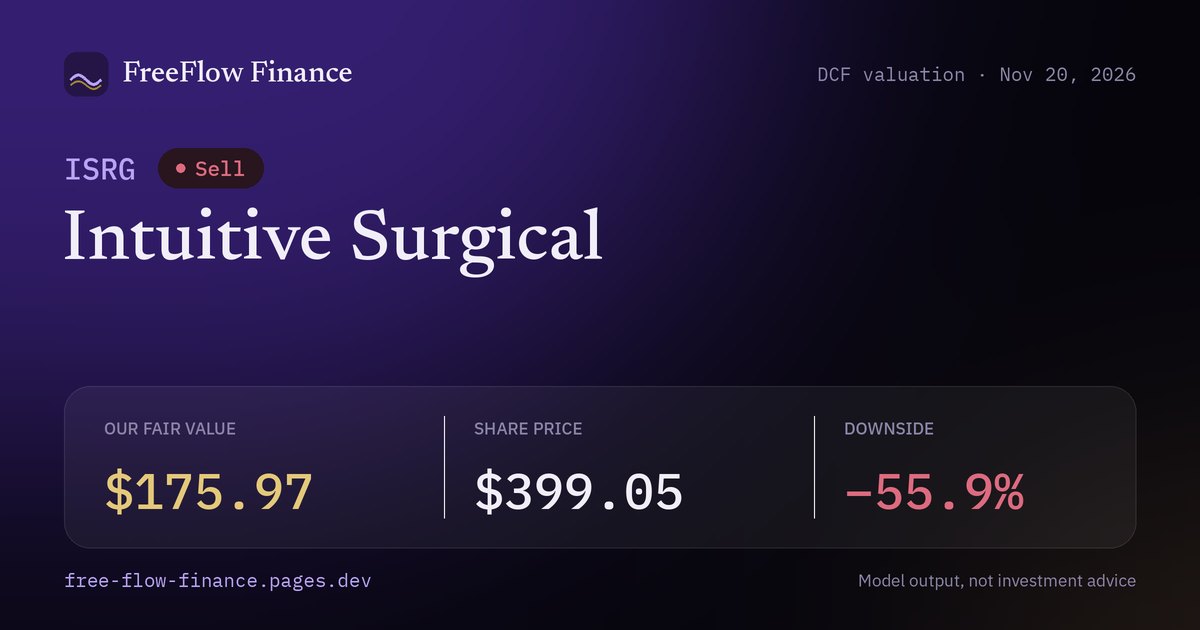 FreeFlow Finance
DCF valuation · Nov 20, 2026
ISRG
Sell
Intuitive Surgical
OUR FAIR VALUE
$175.97
SHARE PRICE
$399.05
DOWNSIDE
−55.9%
free-flow-finance.pages.dev
Model output, not investment advice